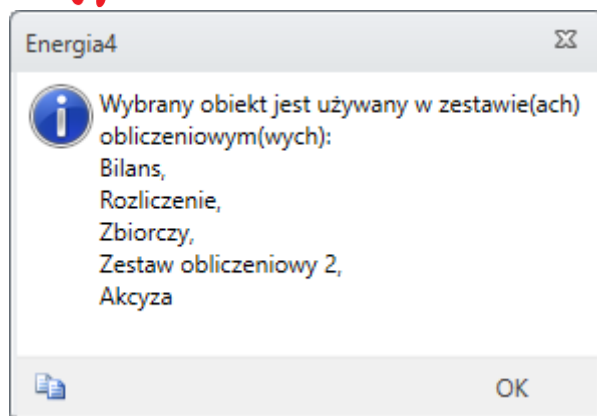 Energia4
Wybrany obiekt jest używany w zestawie(ach)
obliczeniowym(wych):
Bilans,
Rozliczenie,
Zbiorczy,
Zestaw obliczeniowy 2,
Akcyza
OK